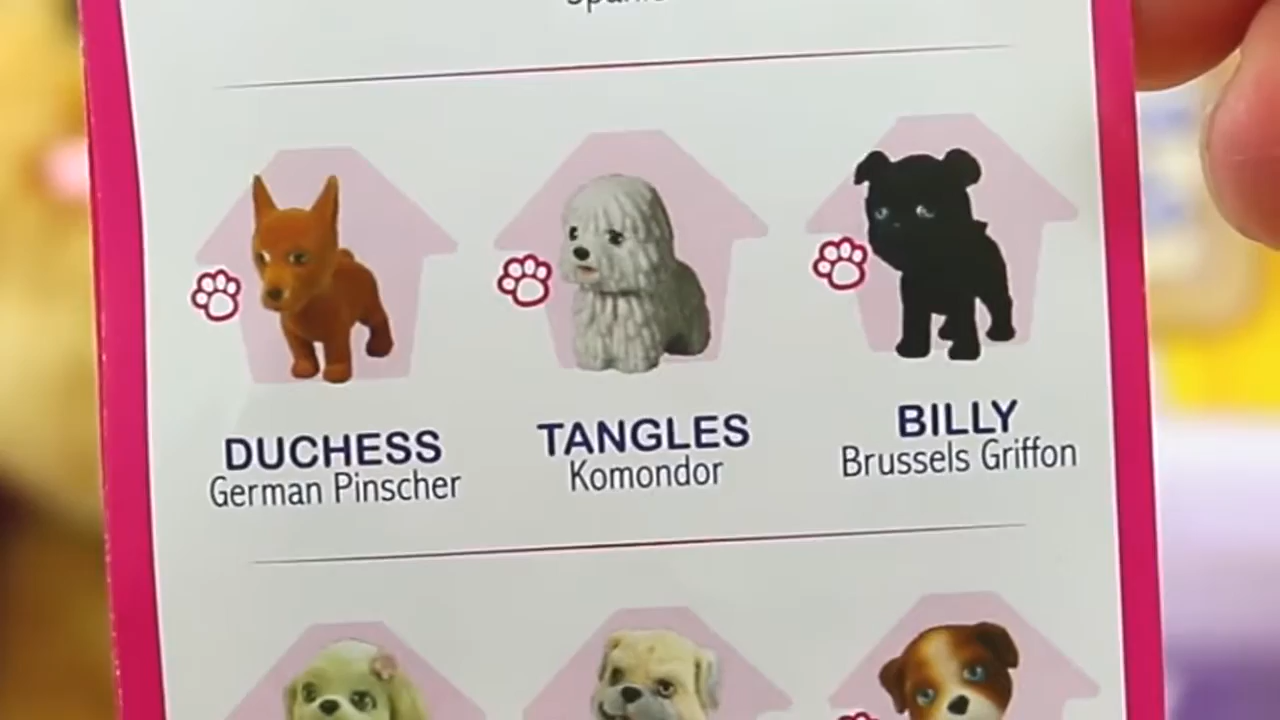 DUCHESS
German Pinscher
TANGLES
Komondor
BILLY
Brussels Griffon